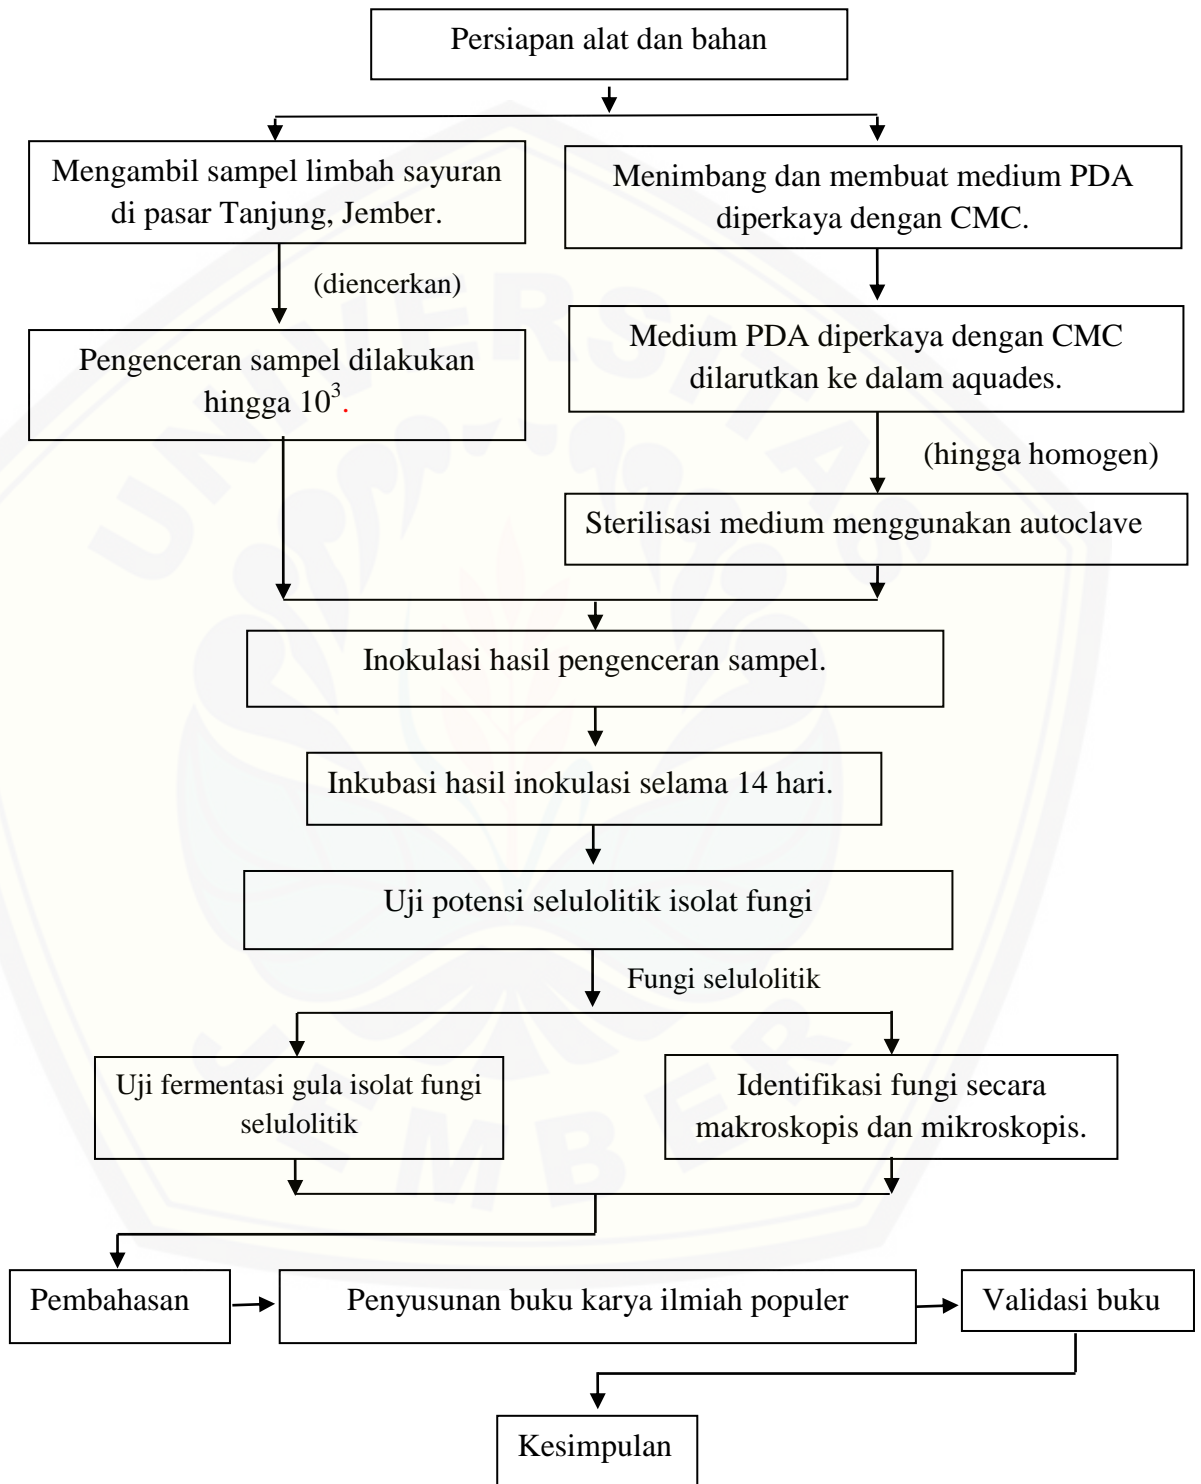 Persiapan alat dan bahan
Mengambil sampel limbah sayuran
di pasar Tanjung, Jember.
Menimbang dan membuat medium PDA
diperkaya dengan CMC.
(diencerkan)
Pengenceran sampel dilakukan
hingga 10³.
Medium PDA diperkaya dengan CMC
dilarutkan ke dalam aquades.
(hingga homogen)
Sterilisasi medium menggunakan autoclave
Inokulasi hasil pengenceran sampel.
Inkubasi hasil inokulasi selama 14 hari.
Uji potensi selulolitik isolat fungi
Fungi selulolitik
Uji fermentasi gula isolat fungi
selulolitik
Identifikasi fungi secara
makroskopis dan mikroskopis.
Pembahasan
Penyusunan buku karya ilmiah populer
Validasi buku
Kesimpulan
UNIVERSITAS
JEMBER